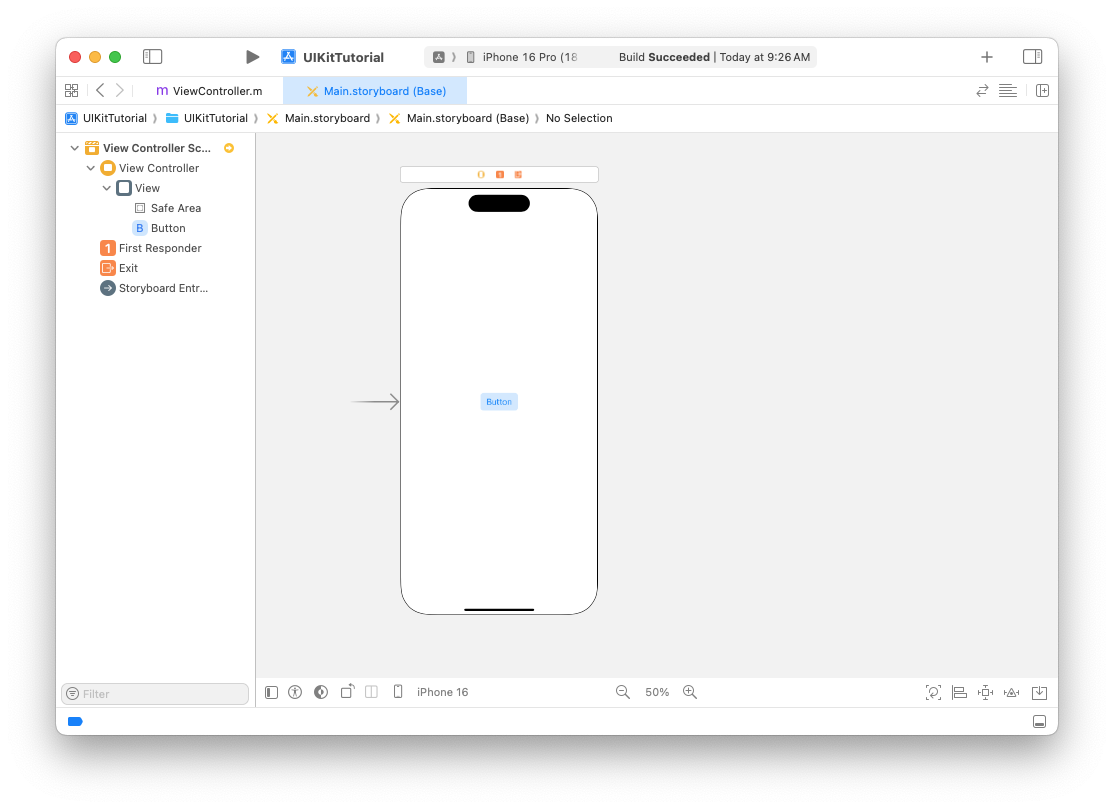 UIKitTutorial
iPhone 16 Pro (18
Build Succeeded | Today at 9:26 AM
ViewController.m
Main.storyboard (Base)
UIKitTutorial
UIKitTutorial
Main.storyboard
Main.storyboard (Base)
No Selection
View Controller Sc...
View Controller
View
Safe Area
B Button
1 First Responder
Exit
Storyboard Entr...
Button
Filter
iPhone 16
50%